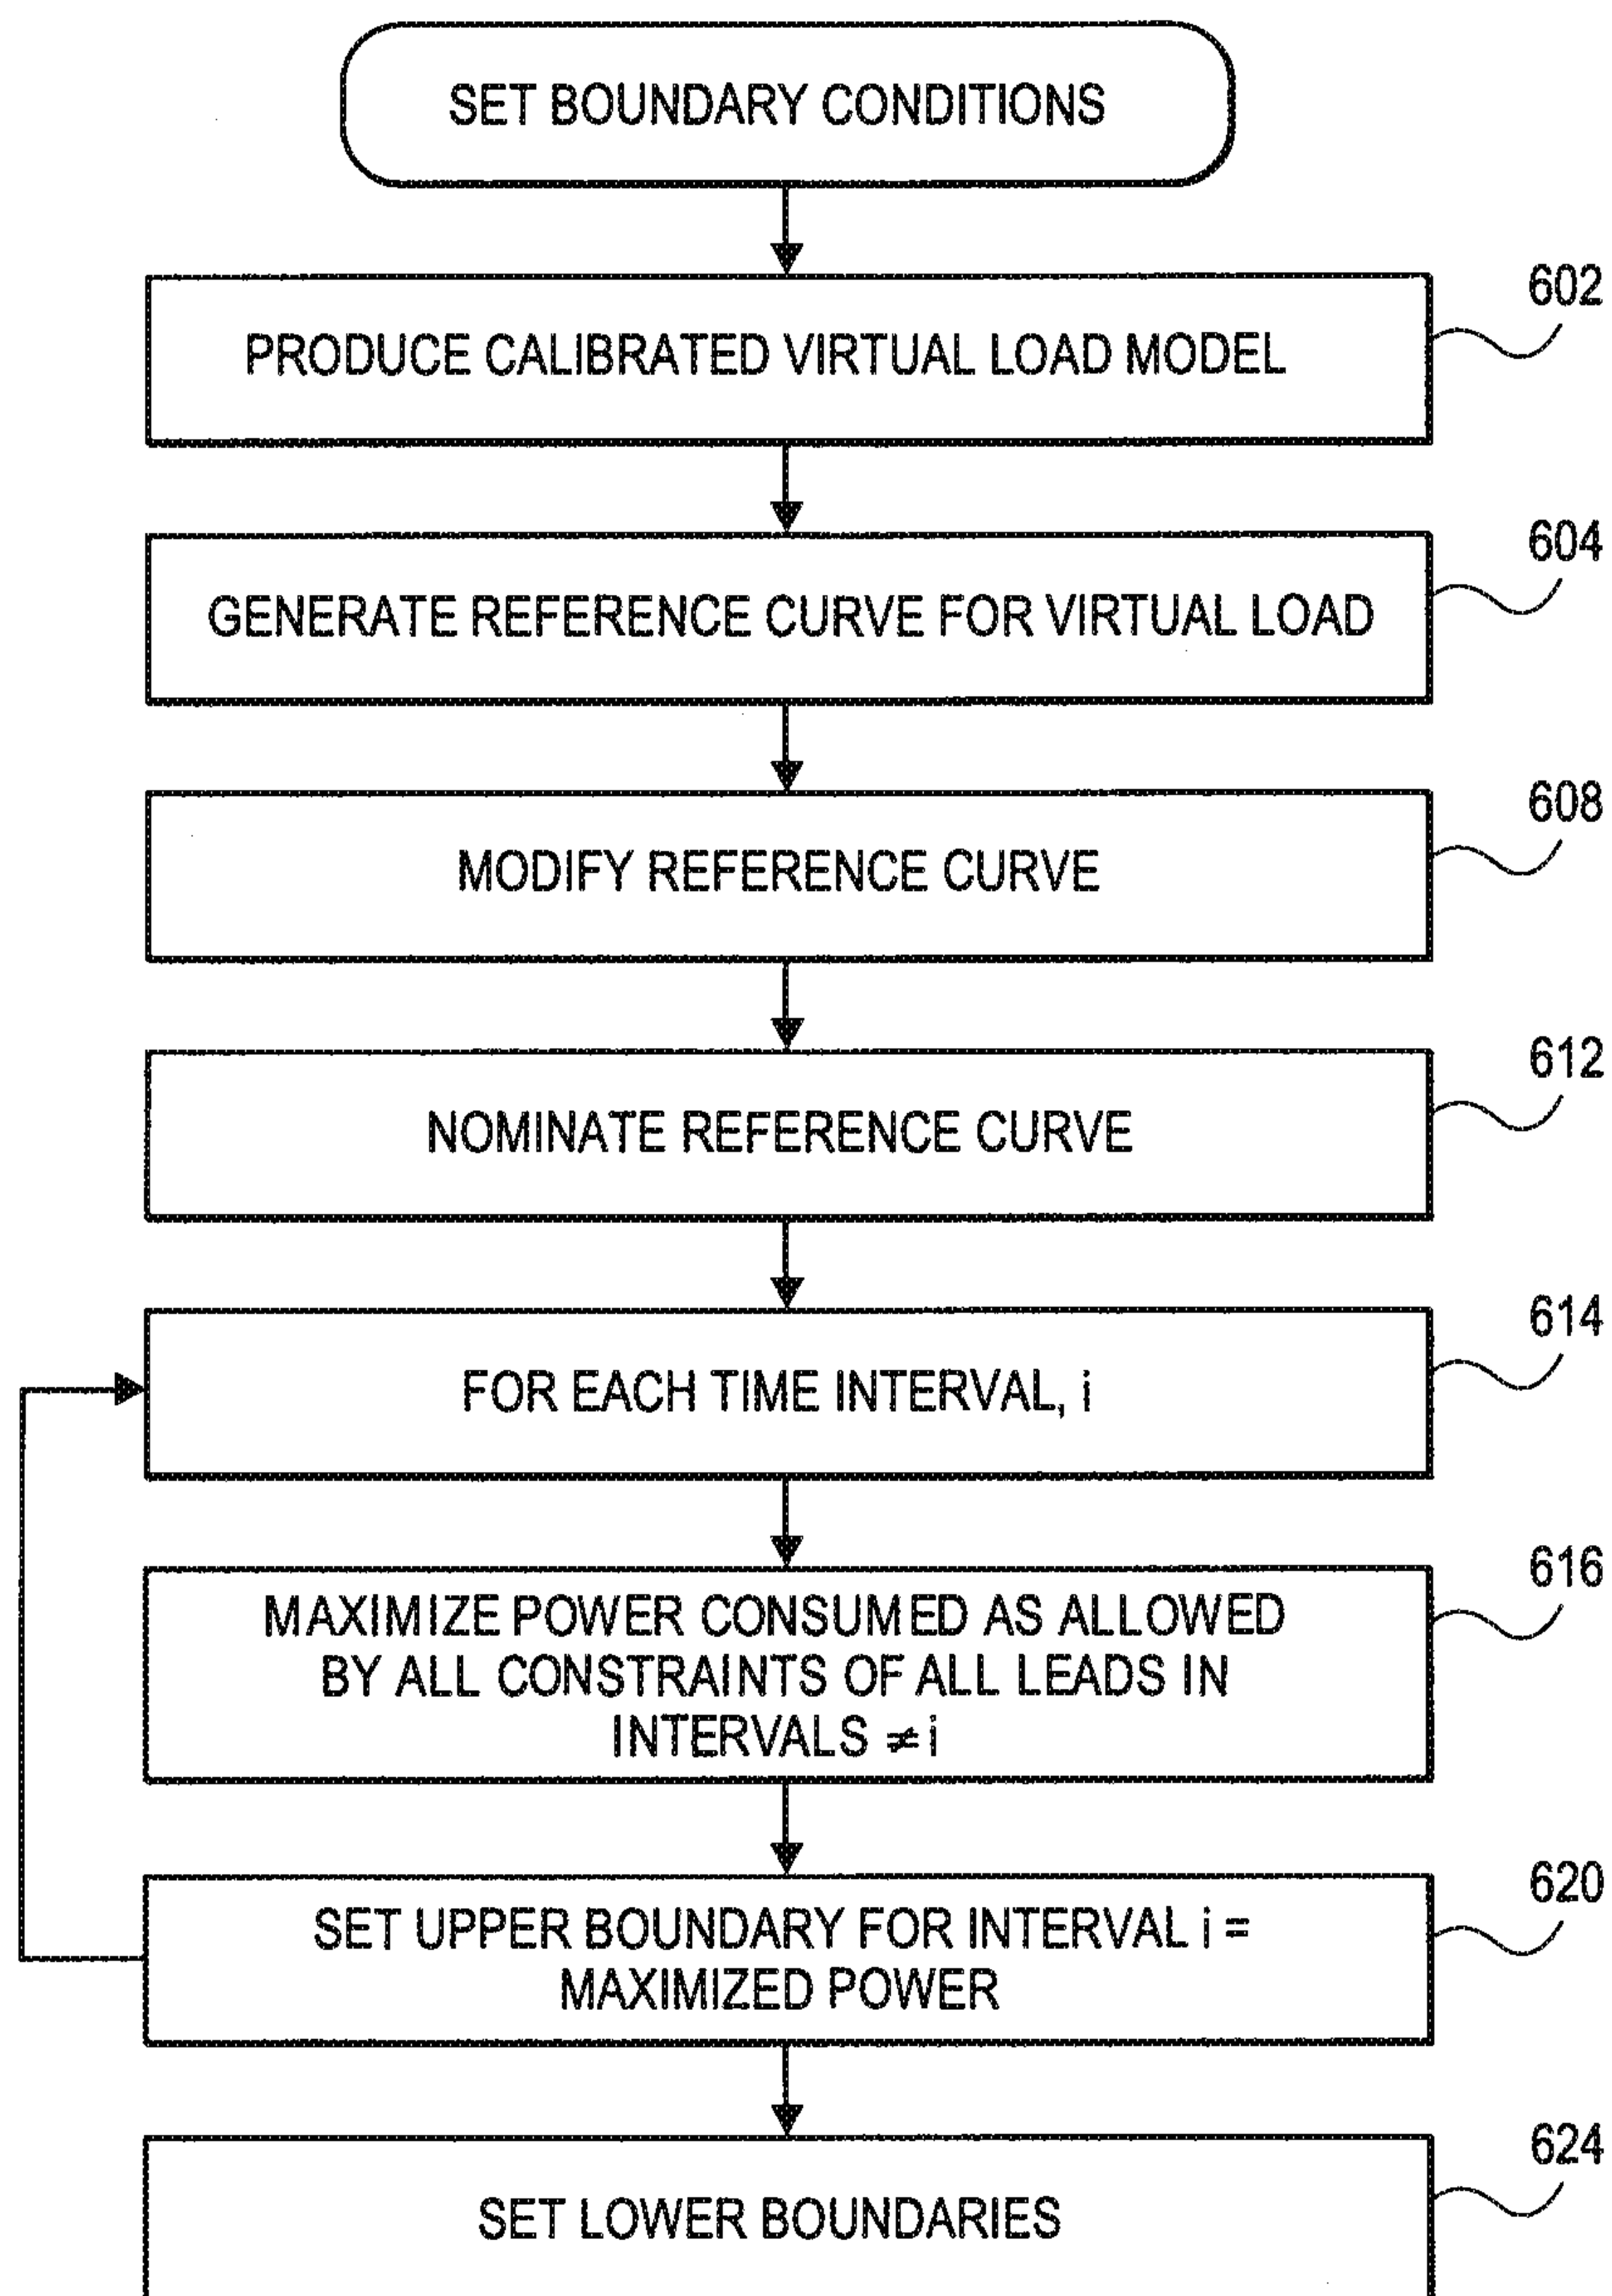 SET BOUNDARY CONDITIONS
602
PRODUCE CALIBRATED VIRTUAL LOAD MODEL
604
GENERATE REFERENCE CURVE FOR VIRTUAL LOAD
608
MODIFY REFERENCE CURVE
612
NOMINATE REFERENCE CURVE
614
FOR EACH TIME INTERVAL, i
616
MAXIMIZE POWER CONSUMED AS ALLOWED
BY ALL CONSTRAINTS OF ALL LEADS IN
INTERVALS ≠ i
620
SET UPPER BOUNDARY FOR INTERVAL i =
MAXIMIZED POWER
624
SET LOWER BOUNDARIES